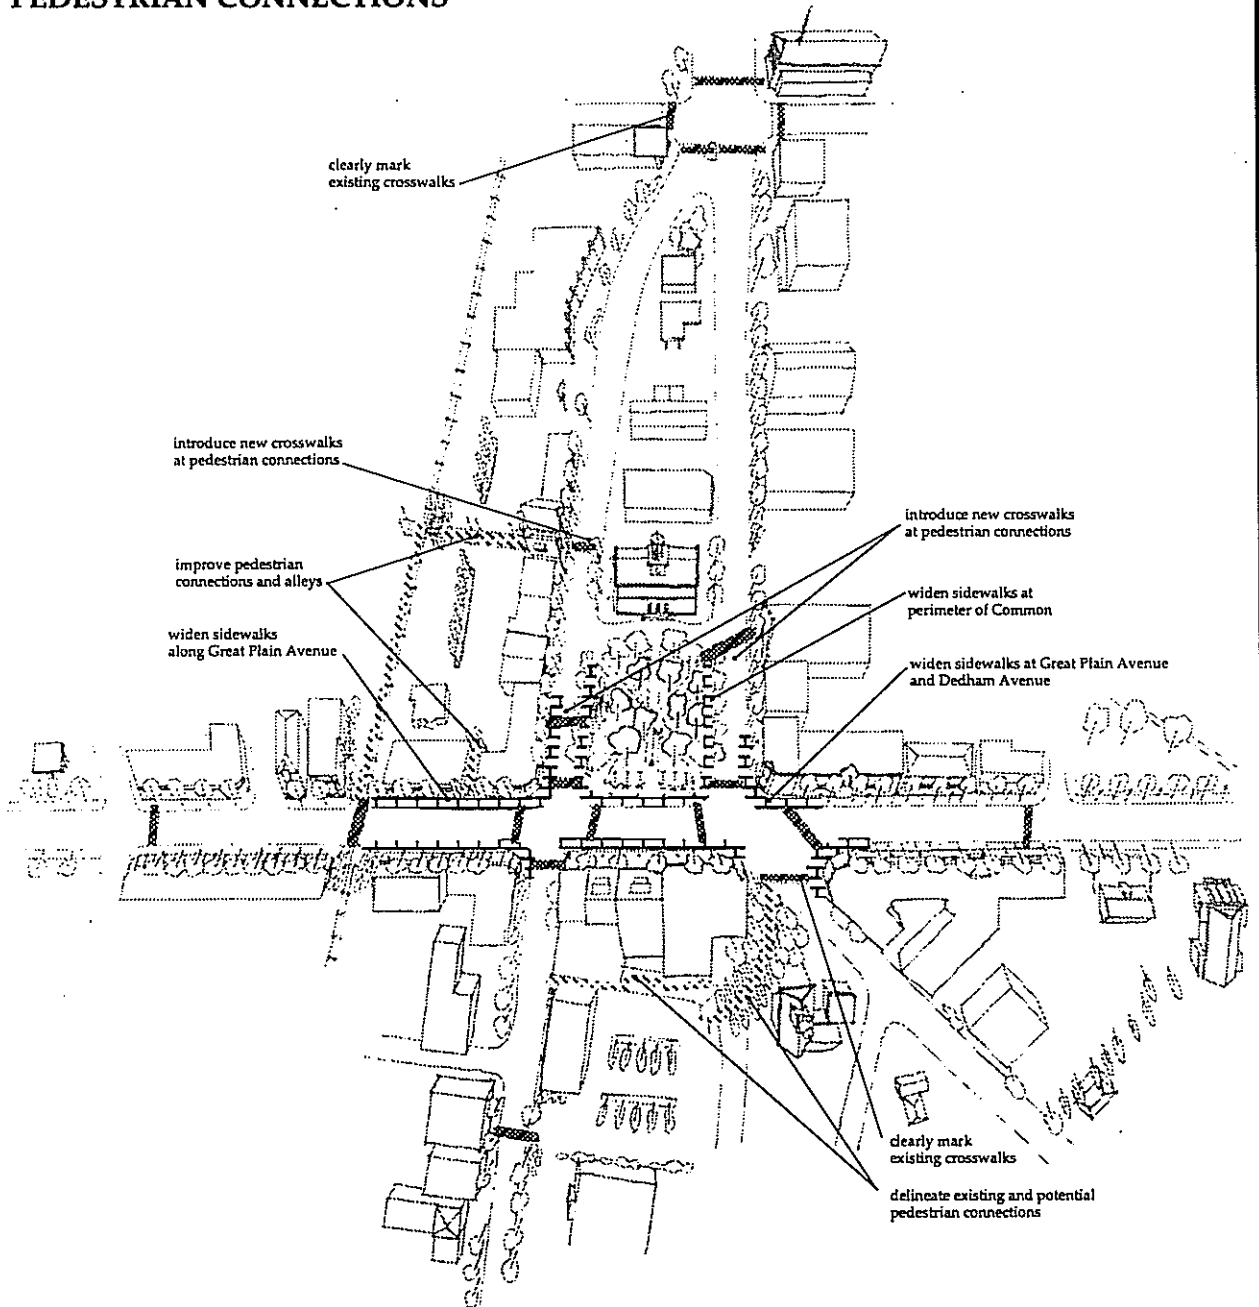 PEDESTRIAN CONNECTIONS
clearly mark
existing crosswalks
introduce new crosswalks
at pedestrian connections
improve pedestrian
connections and alleys
widen sidewalks
along Great Plain Avenue
introduce new crosswalks
at pedestrian connections
widen sidewalks at
perimeter of Common
widen sidewalks at Great Plain Avenue
and Dedham Avenue
clearly mark
existing crosswalks
delineate existing and potential
pedestrian connections